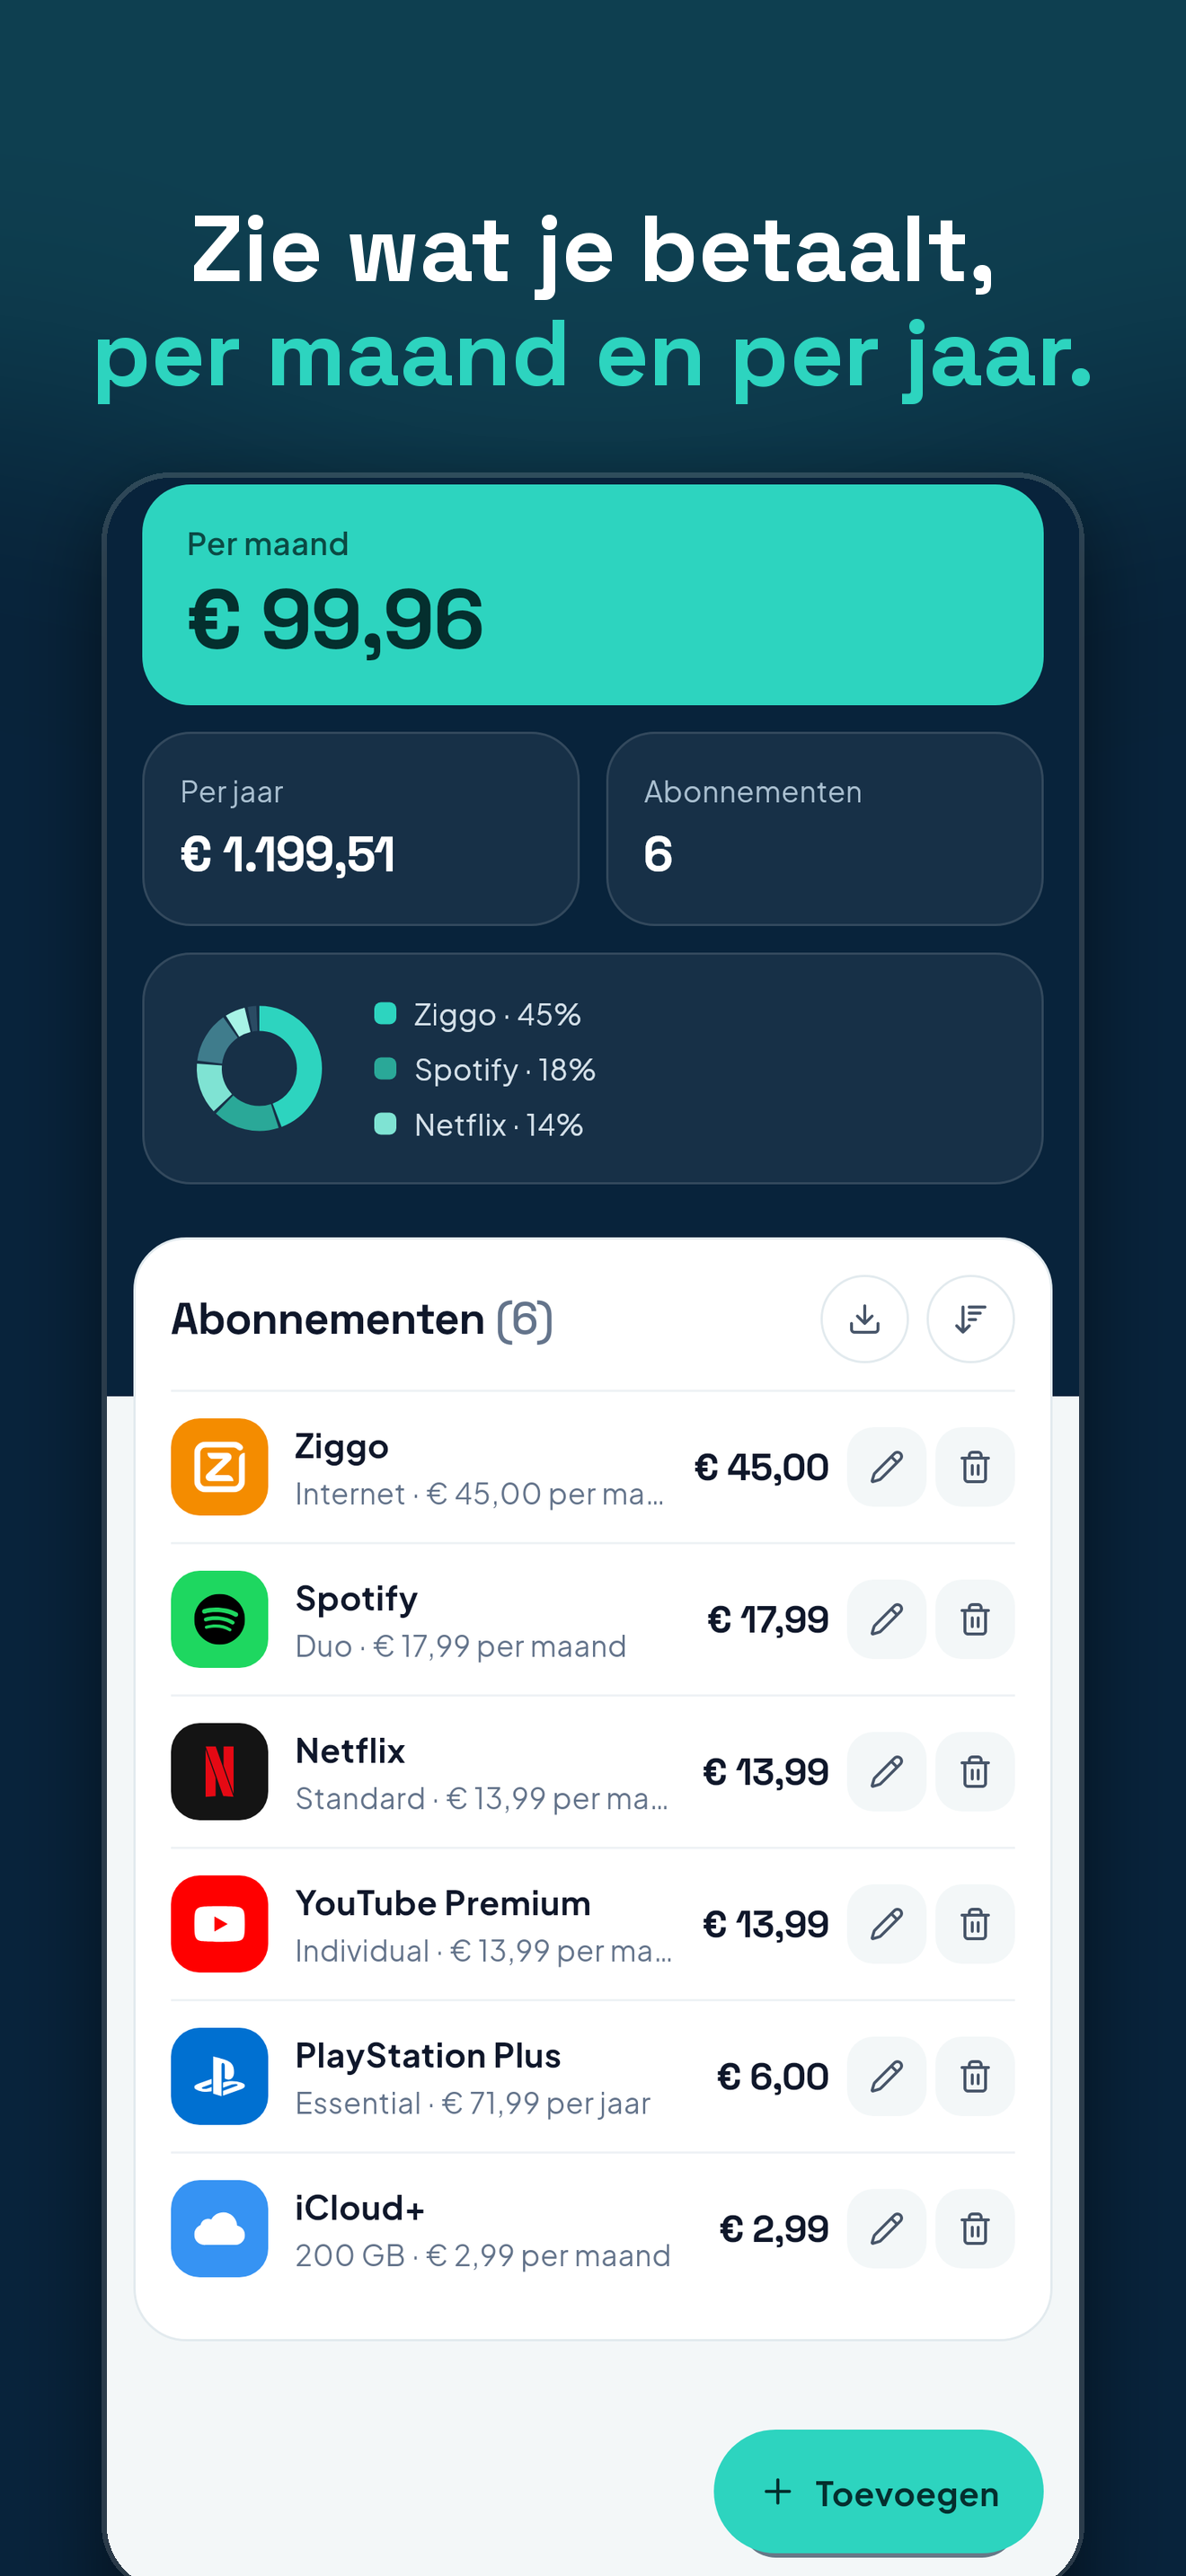 Zie wat je betaalt,
per maand en per jaar.
Per maand
€ 99,96
Per jaar
€ 1.199,51
Abonnementen
6
Ziggo · 45%
Spotify · 18%
Netflix · 14%
Abonnementen (6)
Ziggo
Internet · € 45,00 per ma...
€ 45,00
Spotify
Duo · € 17,99 per maand
€ 17,99
Netflix
Standard · € 13,99 per ma...
€ 13,99
YouTube Premium
Individual · € 13,99 per ma...
€ 13,99
PlayStation Plus
Essential · € 71,99 per jaar
€ 6,00
iCloud+
200 GB · € 2,99 per maand
€ 2,99
+ Toevoegen